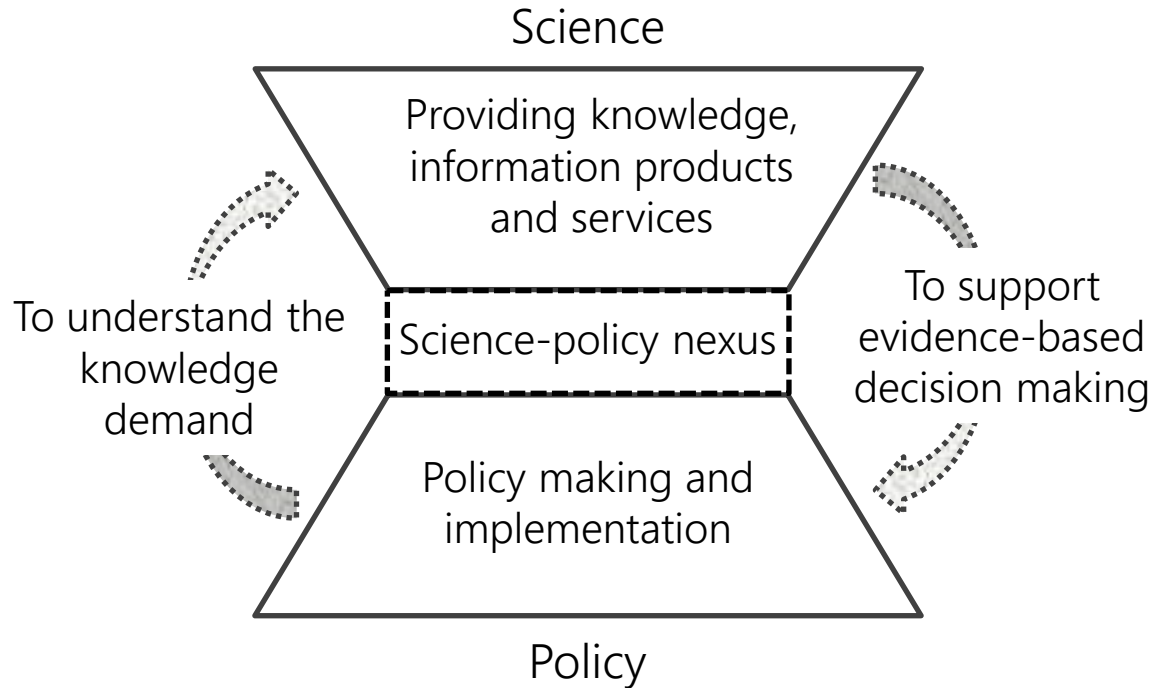 Science
Providing knowledge,
information products
and services
To understand the
knowledge
demand
Science-policy nexus
To support
evidence-based
decision making
Policy making and
implementation
Policy